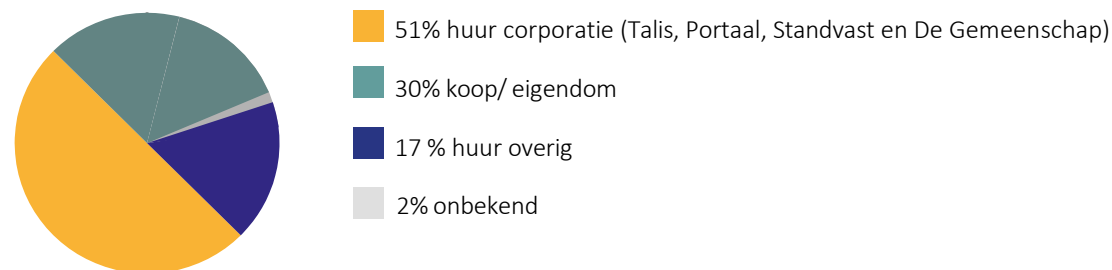 51% huur corporatie (Talis, Portaal, Standvast en De Gemeenschap)
30% koop/ eigendom
17 % huur overig
2% onbekend